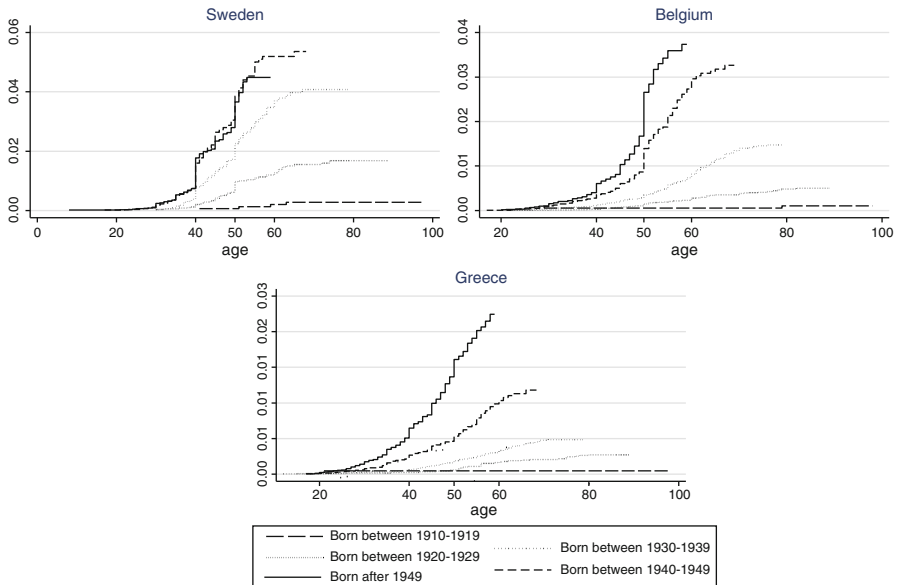 Sweden
0.06
0.04
0.02
0.00
0 20 40 50 60 80 100
age
Belgium
0.04
0.03
0.02
0.01
0.00
20 40 50 60 80 100
age
Greece
0.03
0.02
0.01
0.01
0.01
0.00
20 40 50 60 80 100
age
Born between 1910-1919
Born between 1920-1929
Born after 1949
Born between 1930-1939
Born between 1940-1949